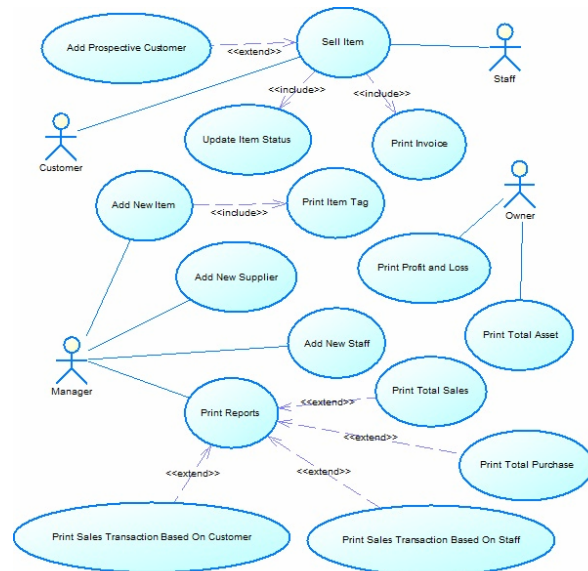 Add Prospective Customer
<<extend>>
Sell Item
Staff
<<include>>
<<include>>
Customer
Update Item Status
Print Invoice
Add New Item
<<include>>
Print Item Tag
Owner
Add New Supplier
Print Profit and Loss
Print Total Asset
Manager
Add New Staff
Print Total Sales
<<extend>>
Print Reports
<<extend>>
Print Total Purchase
<<extend>>
<<extend>>
Print Sales Transaction Based On Customer
Print Sales Transaction Based On Staff